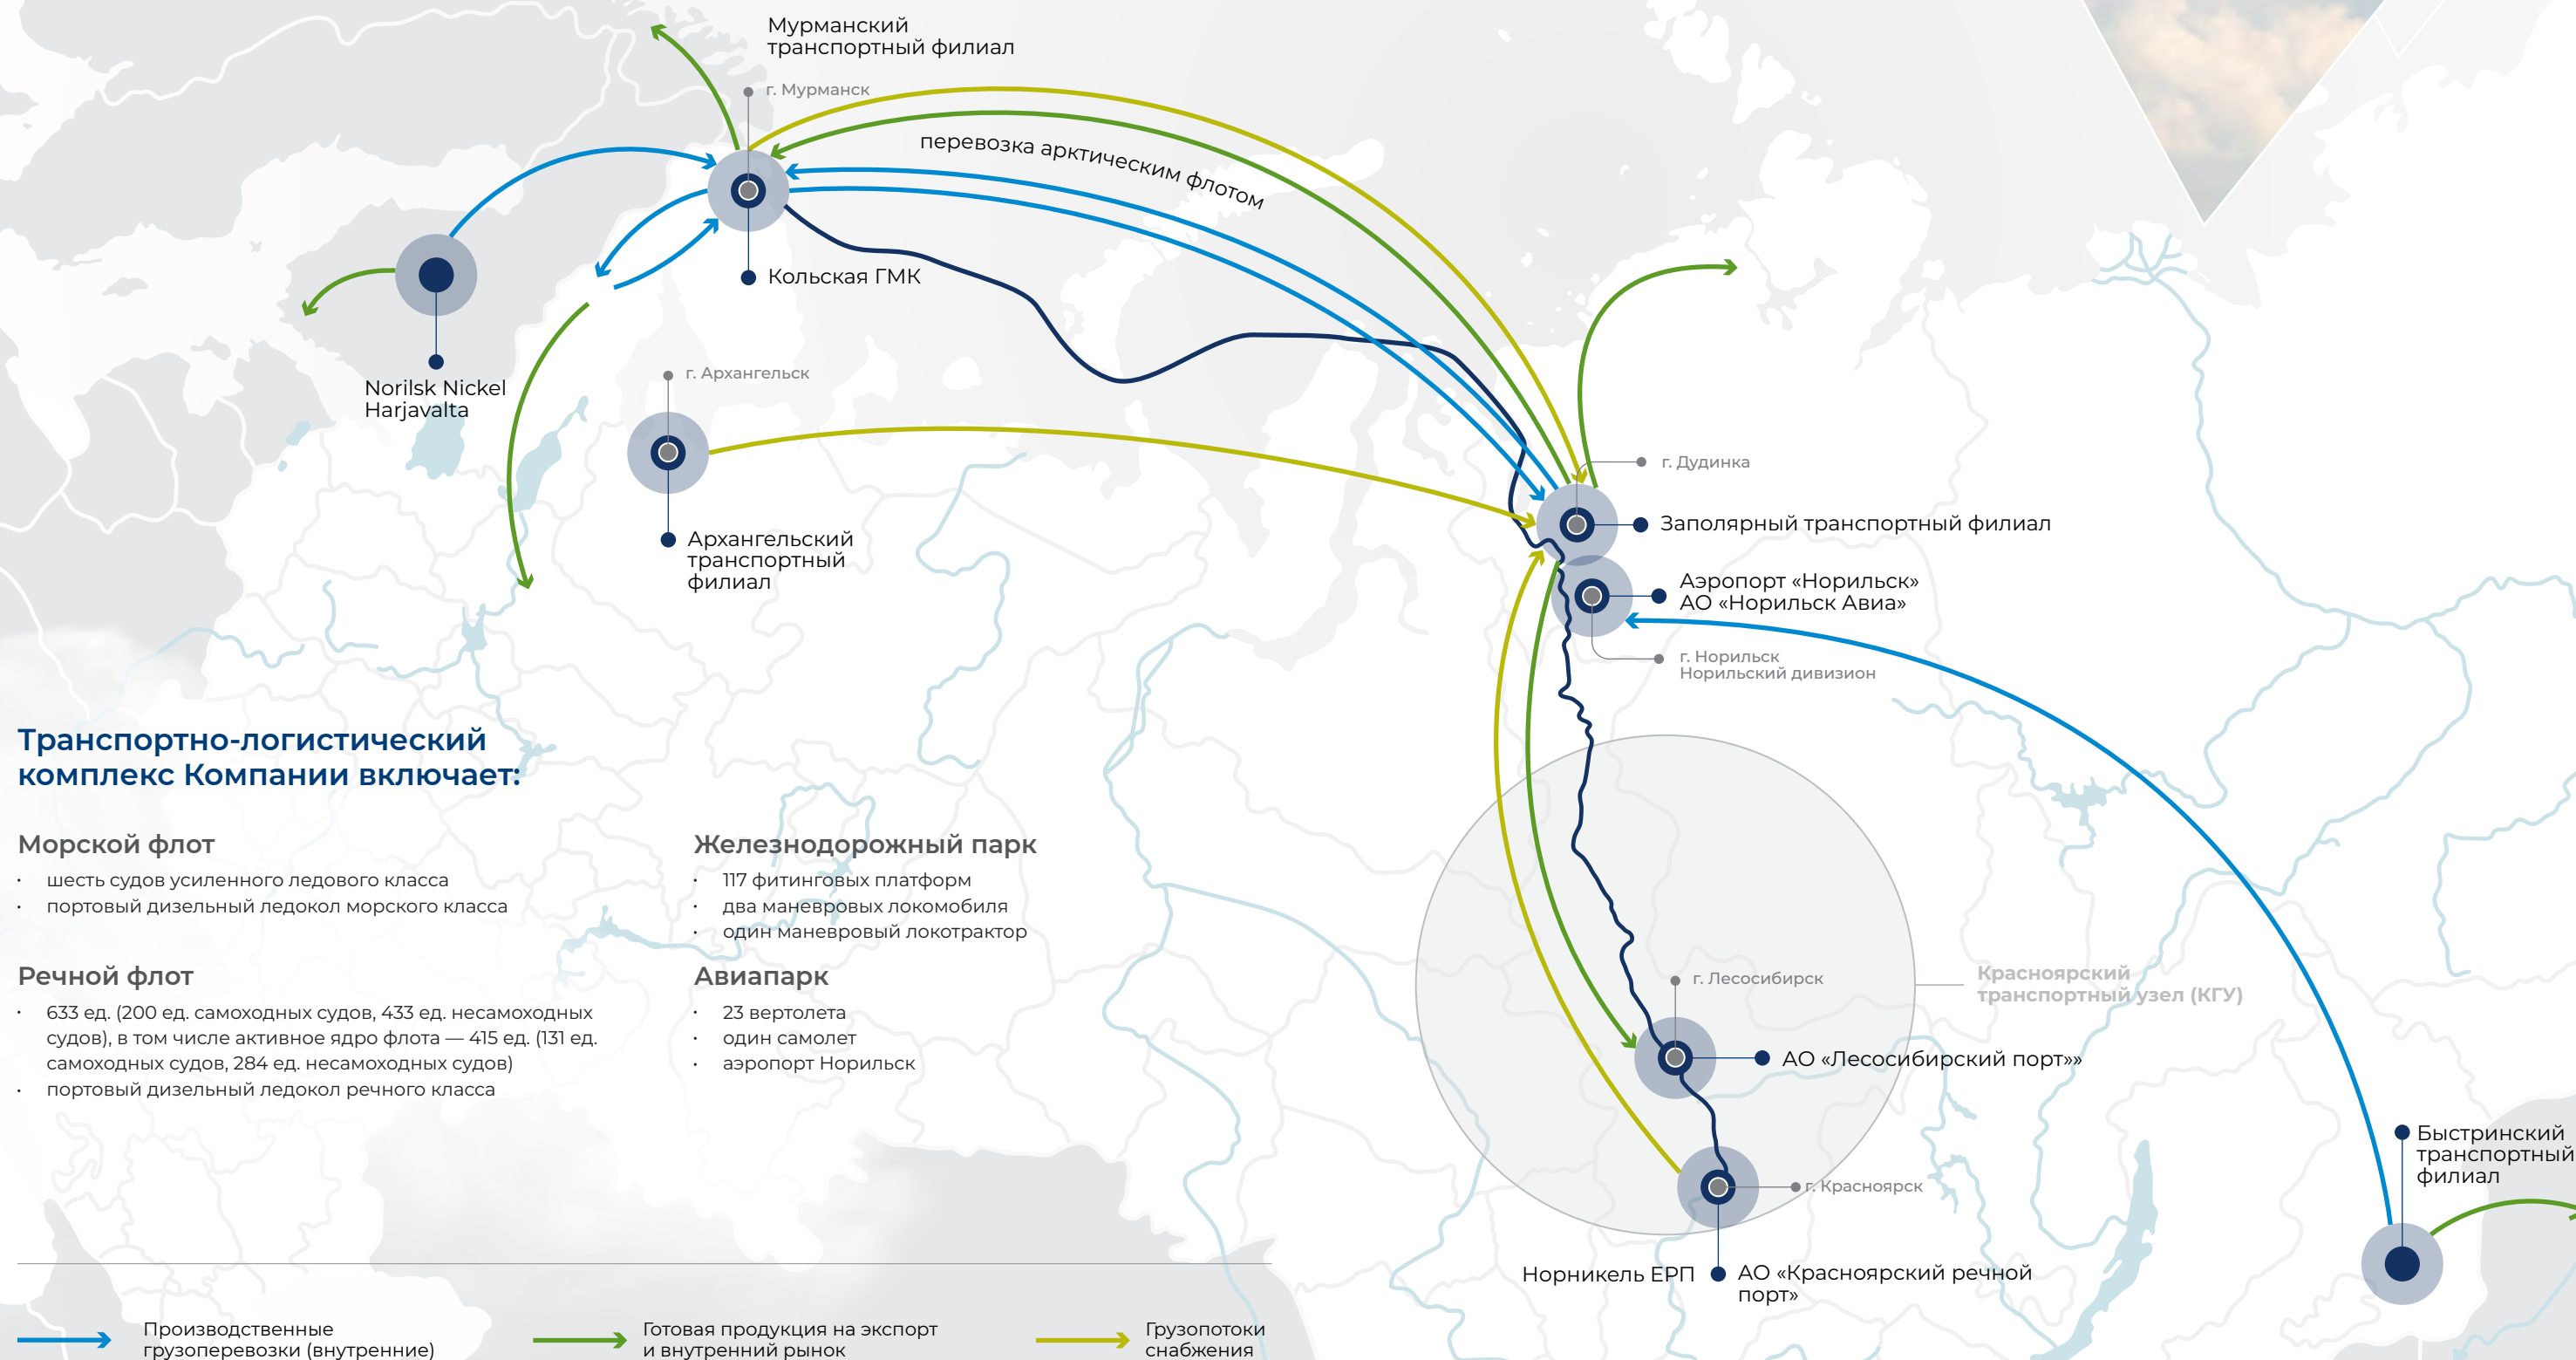 Мурманский
транспортный филиал
г. Мурманск
перевозка арктическим флотом
Кольская ГМК
Norilsk Nickel
Harjavalta
г. Архангельск
Архангельский
транспортный
филиал
г. Дудинка
Заполярный транспортный филиал
Аэропорт «Норильск»
АО «Норильск Авиа»
г. Норильск
Норильский дивизион
Транспортно-логистический
комплекс Компании включает:
Морской флот
· шесть судов усиленного ледового класса
· портовый дизельный ледокол морского класса
Речной флот
· 633 ед. (200 ед. самоходных судов, 433 ед. несамоходных
судов), в том числе активное ядро флота — 415 ед. (131 ед.
самоходных судов, 284 ед. несамоходных судов)
· портовый дизельный ледокол речного класса
Железнодорожный парк
· 117 фитинговых платформ
· два маневровых локомобиля
· один маневровый локотрактор
Авиапарк
· 23 вертолета
· один самолет
· аэропорт Норильск
Красноярский
транспортный узел (КГУ)
г. Лесосибирск
АО «Лесосибирский порт»»
г. Красноярск
Норникель ЕРП
АО «Красноярский речной
порт»
Быстринский
транспортный
филиал
Производственные
грузоперевозки (внутренние)
Готовая продукция на экспорт
и внутренний рынок
Грузопотоки
снабжения